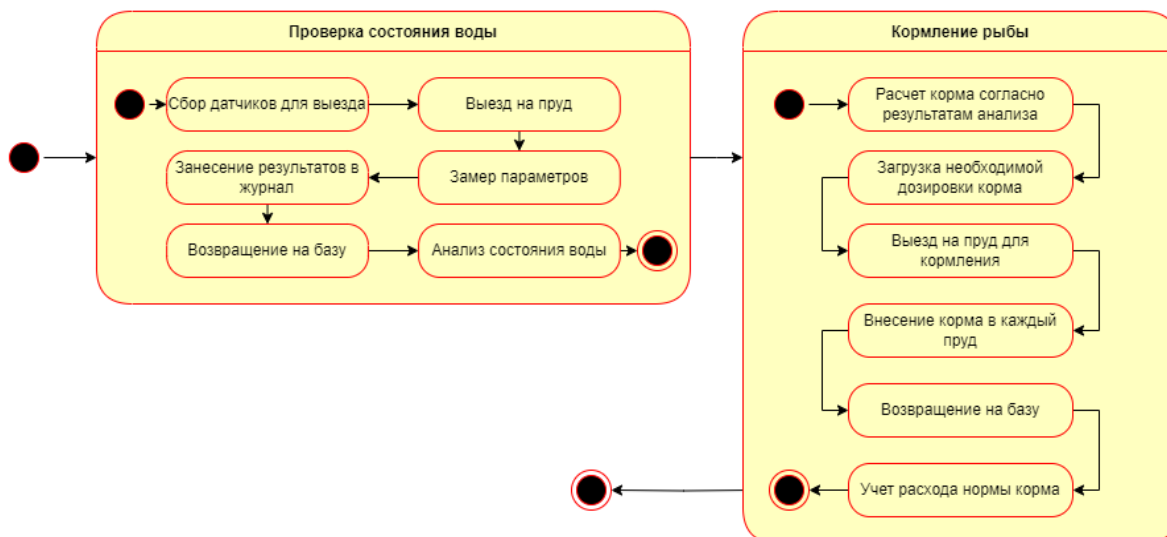 Проверка состояния воды
Сбор датчиков для выезда
Выезд на пруд
Занесение результатов в
журнал
Замер параметров
Возвращение на базу
Анализ состояния воды
Кормление рыбы
Расчет корма согласно
результатам анализа
Загрузка необходимой
дозировки корма
Выезд на пруд для
кормления
Внесение корма в каждый
пруд
Возвращение на базу
Учет расхода нормы корма